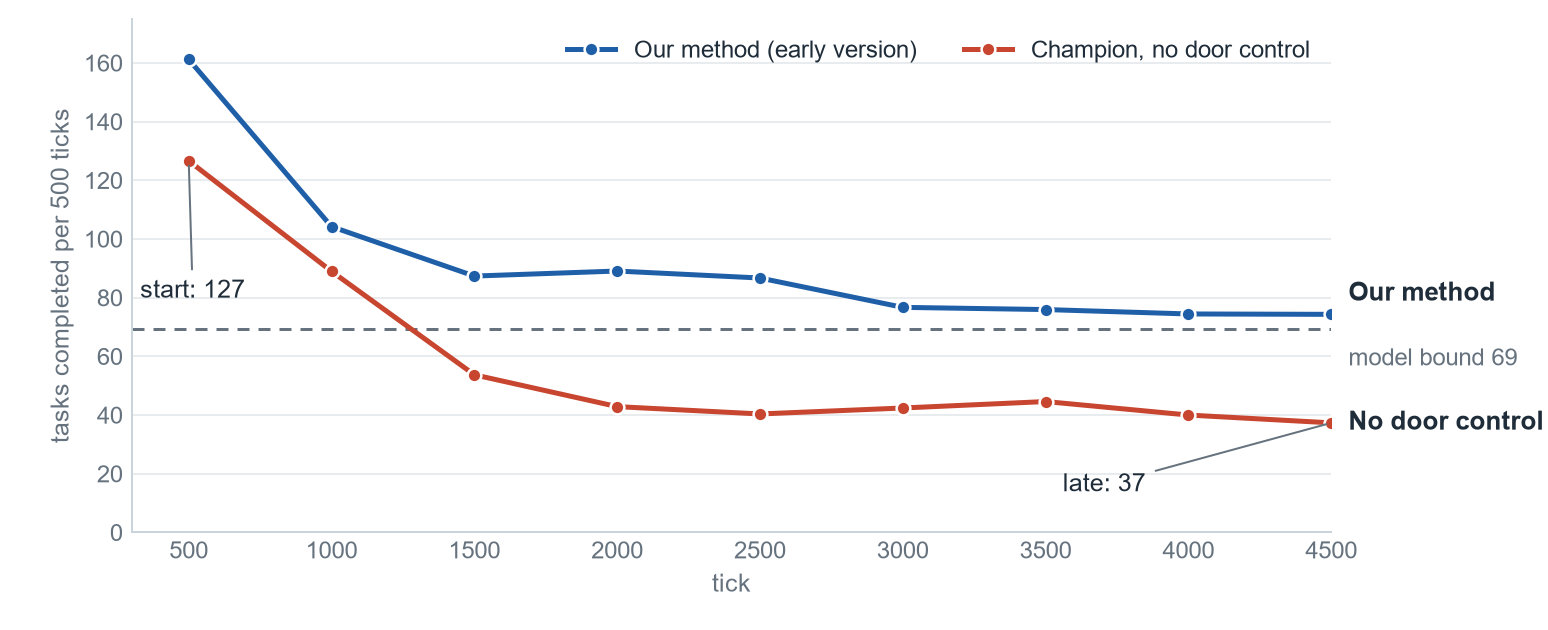 Our method (early version)
Champion, no door control
tasks completed per 500 ticks
160
140
120
100
80
60
40
20
0
start: 127
late: 37
Our method
model bound 69
No door control
500 1000 1500 2000 2500 3000 3500 4000 4500
tick